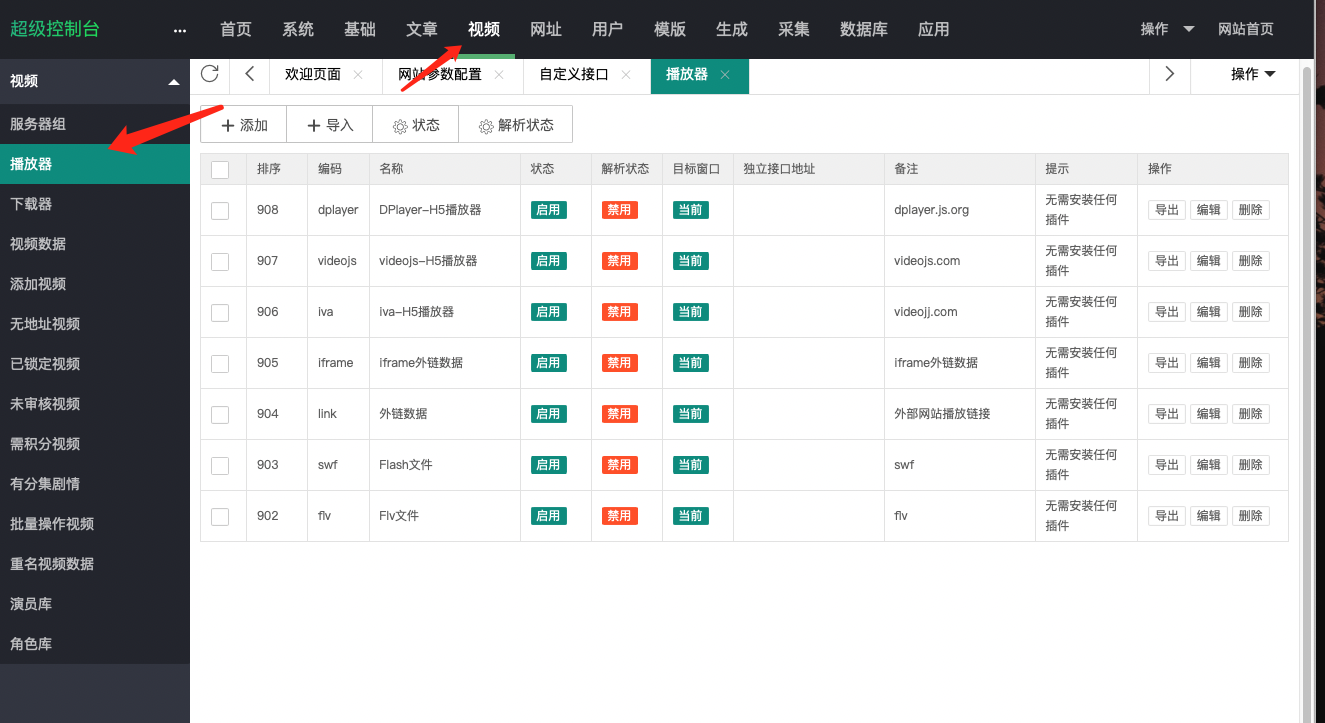 超级控制台 ... 首页 系统 基础 文章 视频 网址 用户 模版 生成 采集 数据库 应用 操作 网站首页
视频
服务器组
播放器
下载器
视频数据
添加视频
无地址视频
已锁定视频
未审核视频
需积分视频
有分集剧情
批量操作视频
重名视频数据
演员库
角色库
欢迎页面 × 网站参数配置 × 自定义接口 × 播放器 × 操作
添加 导入 状态 解析状态
排序 编码 名称 状态 解析状态 目标窗口 独立接口地址 备注 提示 操作
908 dplayer DPlayer-H5播放器 启用 禁用 当前 dplayer.js.org 无需安装任何
插件 导出 编辑 删除
907 videojs videojs-H5播放器 启用 禁用 当前 videojs.com 无需安装任何
插件 导出 编辑 删除
906 iva iva-H5播放器 启用 禁用 当前 videojj.com 无需安装任何
插件 导出 编辑 删除
905 iframe iframe外链数据 启用 禁用 当前 iframe外链数据 无需安装任何
插件 导出 编辑 删除
904 link 外链数据 启用 禁用 当前 外部网站播放链接 无需安装任何
插件 导出 编辑 删除
903 swf Flash文件 启用 禁用 当前 swf 无需安装任何
插件 导出 编辑 删除
902 flv Flv文件 启用 禁用 当前 flv 无需安装任何
插件 导出 编辑 删除